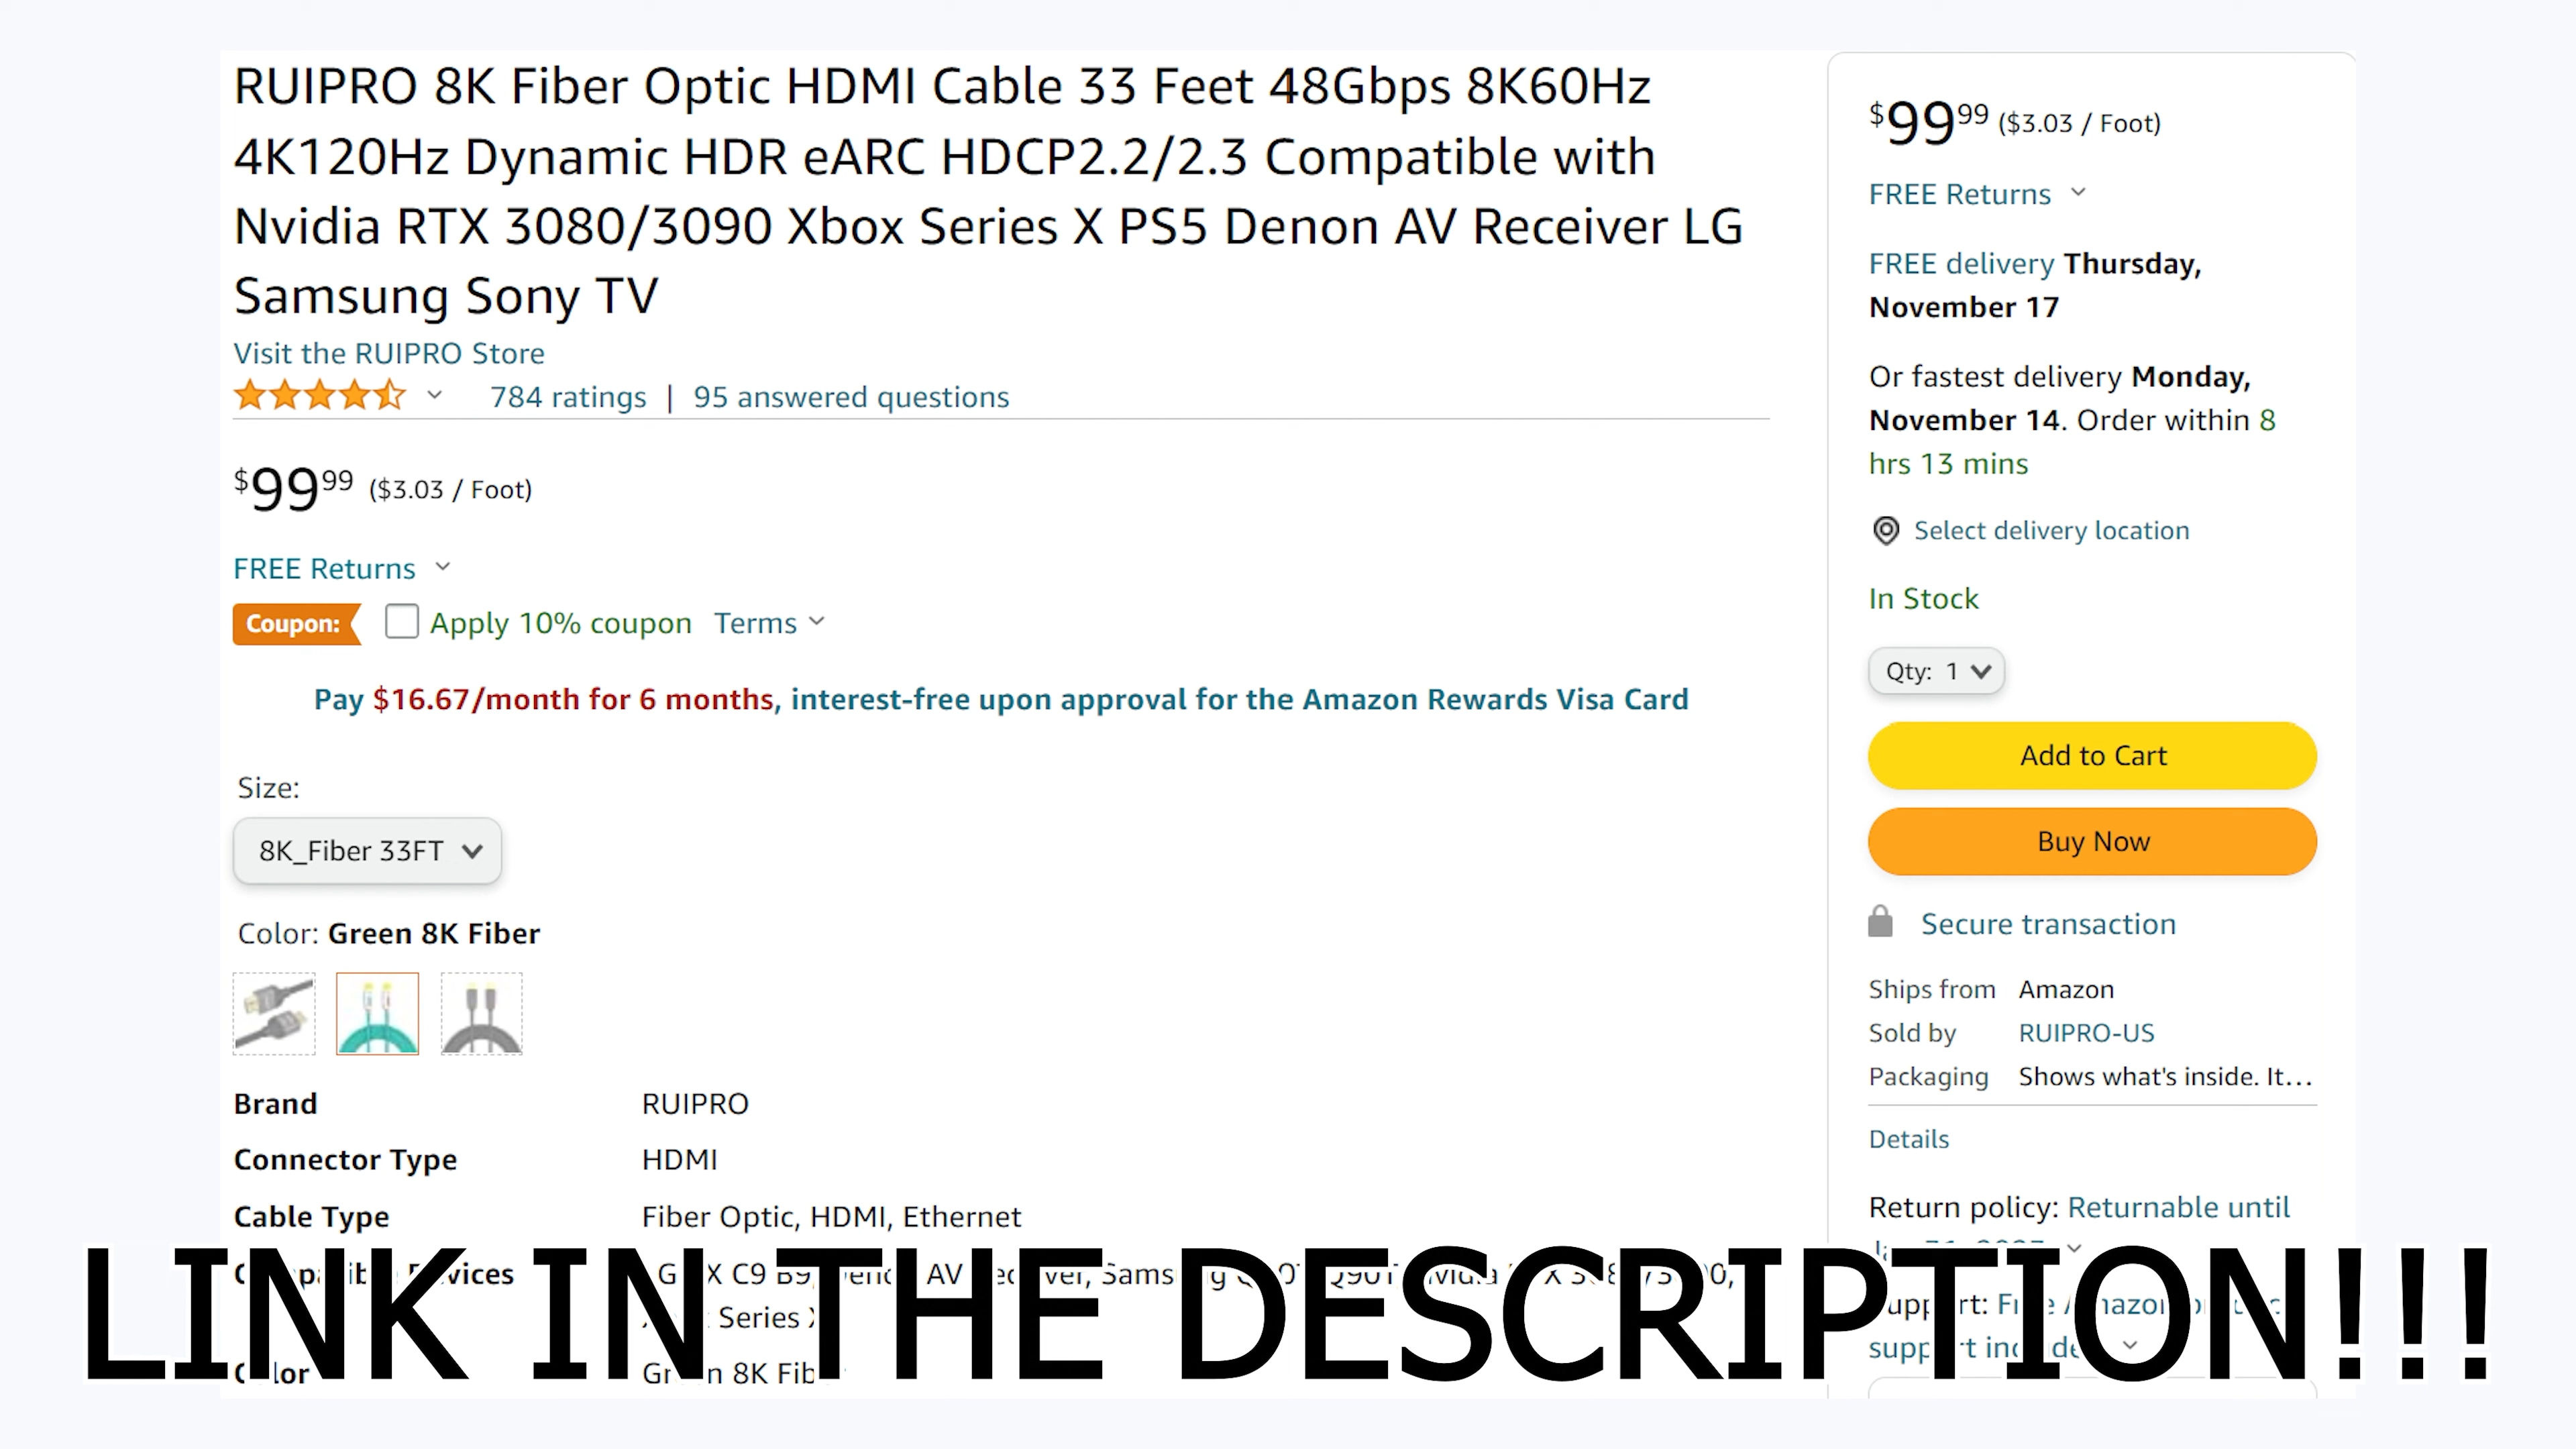 RUIPRO 8K Fiber Optic HDMI Cable 33 Feet 48Gbps 8K60Hz
4K120Hz Dynamic HDR eARC HDCP2.2/2.3 Compatible with
Nvidia RTX 3080/3090 Xbox Series X PS5 Denon AV Receiver LG
Samsung Sony TV
Visit the RUIPRO Store
784 ratings | 95 answered questions
$99.99 ($3.03 / Foot)
FREE Returns
Coupon: Apply 10% coupon Terms
Pay $16.67/month for 6 months, interest-free upon approval for the Amazon Rewards Visa Card
Size:
8K_Fiber 33FT
Color: Green 8K Fiber
Brand RUIPRO
Connector Type HDMI
Cable Type Fiber Optic, HDMI, Ethernet
AV
Series
8K
$99.99 ($3.03 / Foot)
FREE Returns
FREE delivery Thursday,
November 17
Or fastest delivery Monday,
November 14. Order within 8
hrs 13 mins
Select delivery location
In Stock
Qty: 1
Add to Cart
Buy Now
Secure transaction
Ships from Amazon
Sold by RUIPRO-US
Packaging Shows what's inside. It...
Details
Return policy: Returnable until
LINK IN THE DESCRIPTION!!!